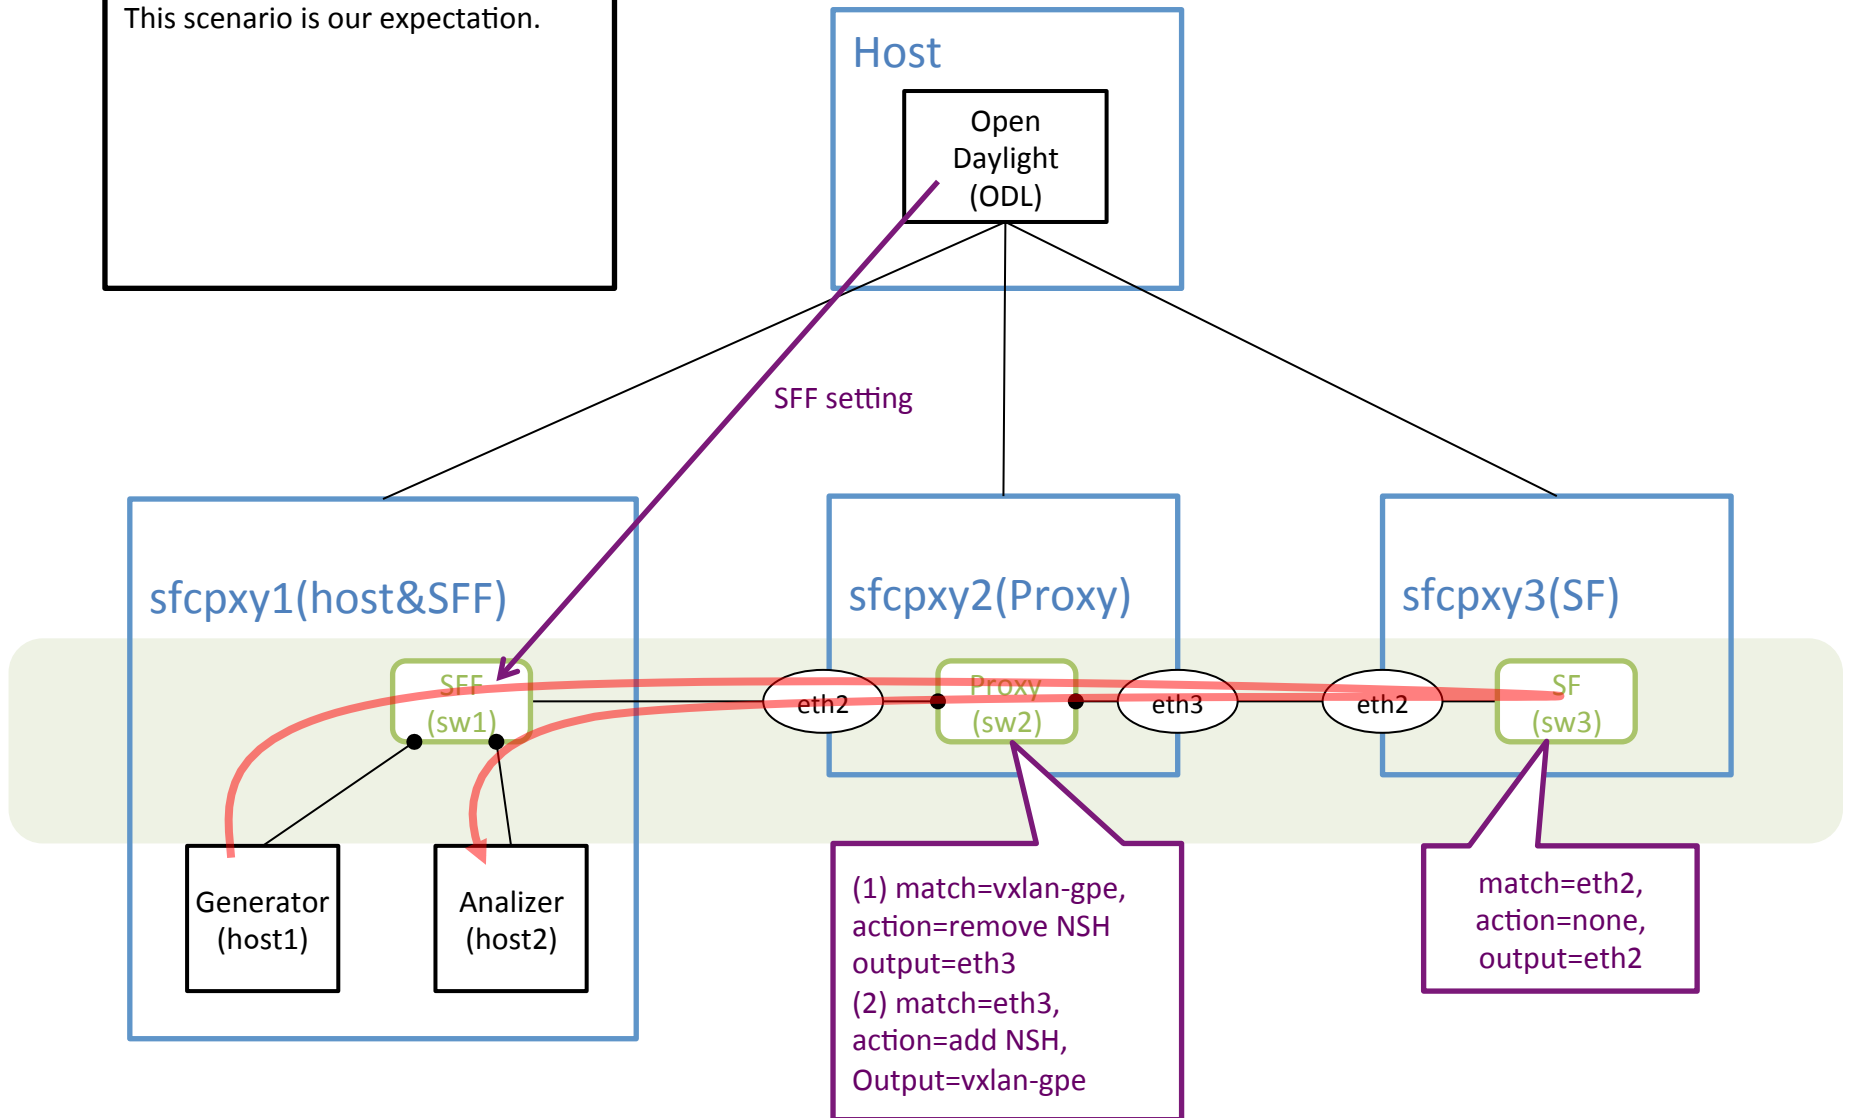 This scenario is our expectation.
Host
Open
Daylight
(ODL)
SFF setting
sfcpxy1(host&SFF)
sfcpxy2(Proxy)
sfcpxy3(SF)
SFF
(sw1)
eth2
Proxy
(sw2)
eth3
eth2
SF
(sw3)
Generator
(host1)
Analizer
(host2)
(1) match=vxlan-gpe,
action=remove NSH
output=eth3
(2) match=eth3,
action=add NSH,
Output=vxlan-gpe
match=eth2,
action=none,
output=eth2